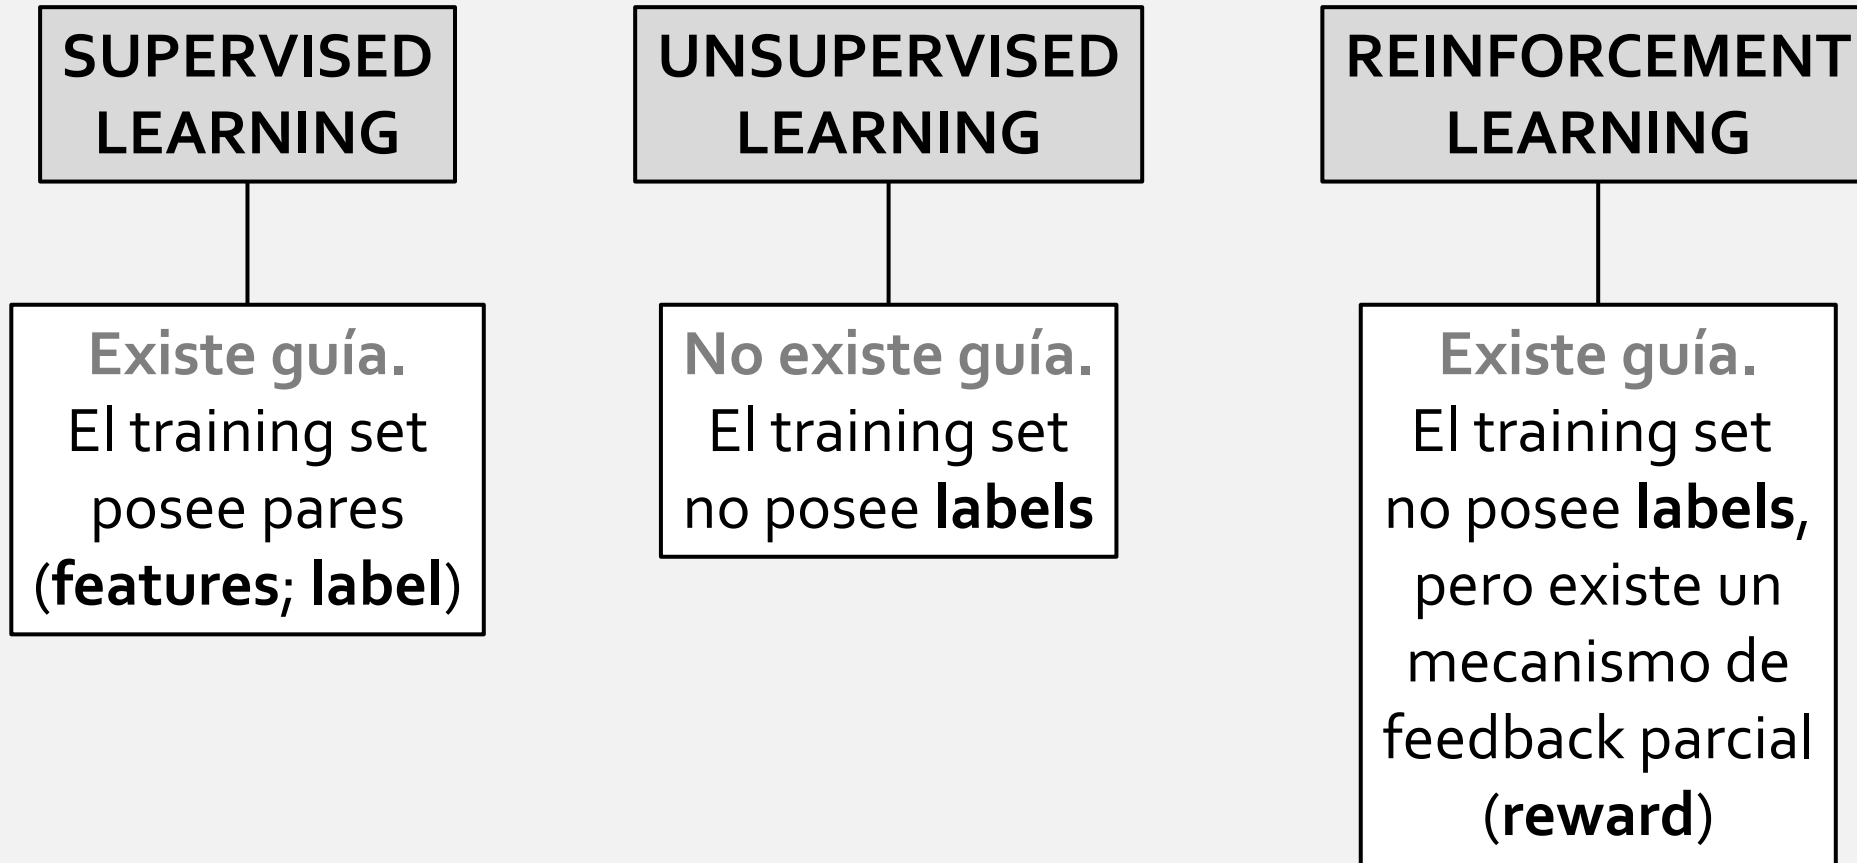 SUPERVISED
LEARNING
Existe guía.
El training set
posee pares
(features; label)
UNSUPERVISED
LEARNING
No existe guía.
El training set
no posee labels
REINFORCEMENT
LEARNING
Existe guía.
El training set
no posee labels,
pero existe un
mecanismo de
feedback parcial
(reward)